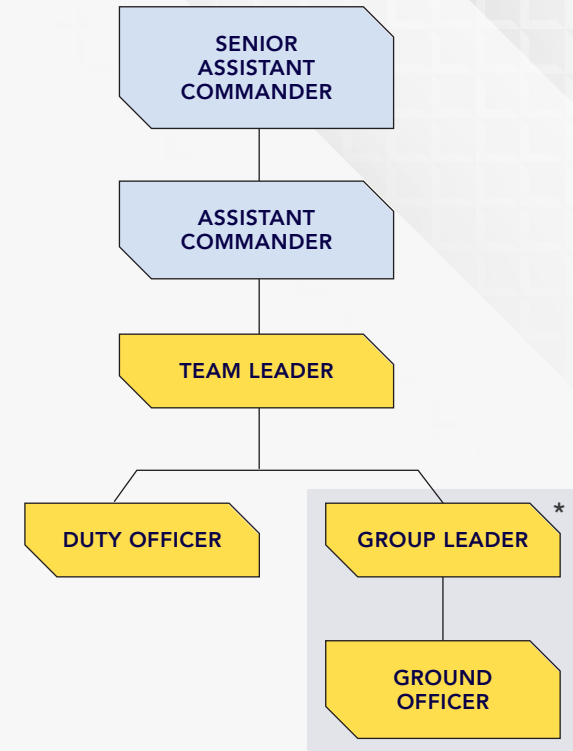 SENIOR
ASSISTANT
COMMANDER
ASSISTANT
COMMANDER
TEAM LEADER
DUTY OFFICER
GROUP LEADER
*
GROUND
OFFICER